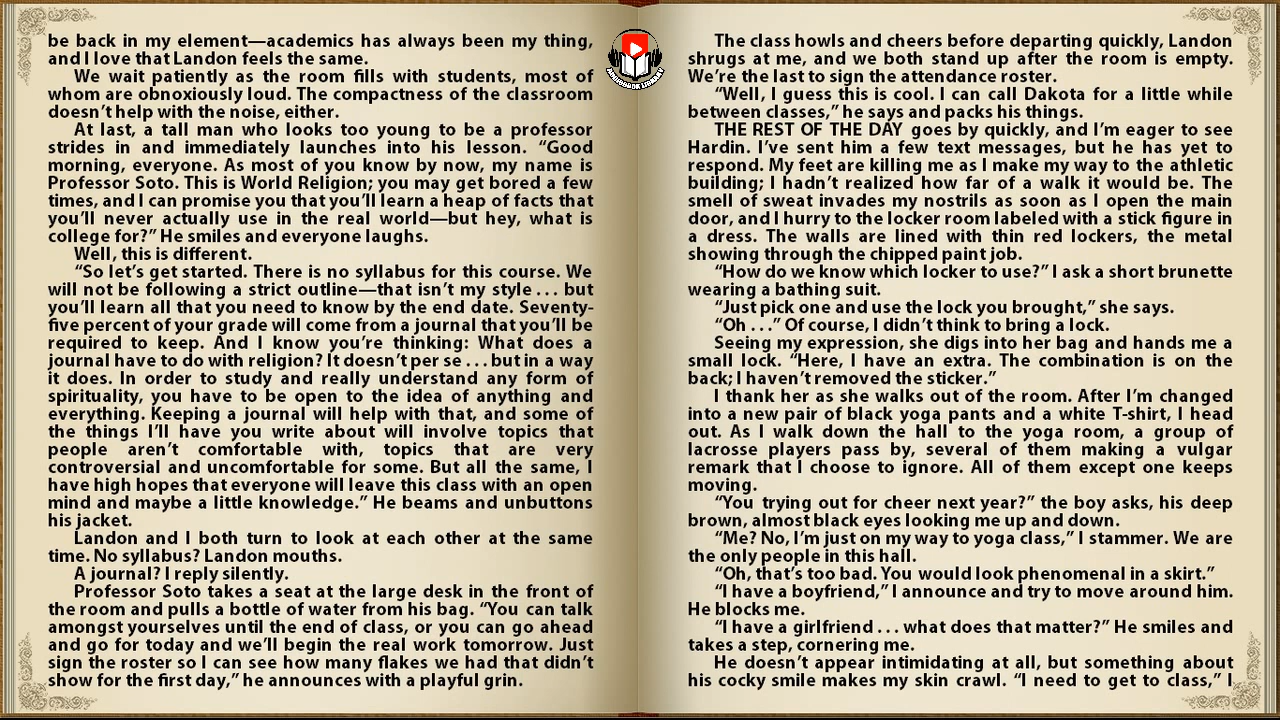 be back in my element—academics has always been my thing,
and I love that Landon feels the same.
We wait patiently as the room fills with students, most of
whom are obnoxiously loud. The compactness of the classroom
doesn't help with the noise, either.
At last, a tall man who looks too young to be a professor
strides in and immediately launches into his lesson. “Good
morning, everyone. As most of you know by now, my name is
Professor Soto. This is World Religion; you may get bored a few
times, and I can promise you that you'll learn a heap of facts that
you'll never actually use in the real world—but hey, what is
college for?” He smiles and everyone laughs.
Well, this is different.
“So let's get started. There is no syllabus for this course. We
will not be following a strict outline—that isn't my style . . . but
you'll learn all that you need to know by the end date. Seventy-
five percent of your grade will come from a journal that you'll be
required to keep. And I know you're thinking: What does a
journal have to do with religion? It doesn't per se . . . but in a way
it does. In order to study and really understand any form of
spirituality, you have to be open to the idea of anything and
everything. Keeping a journal will help with that, and some of
the things I'll have you write about will involve topics that
people aren't comfortable with, topics that are very
controversial and uncomfortable for some. But all the same, I
have high hopes that everyone will leave this class with an open
mind and maybe a little knowledge.” He beams and unbuttons
his jacket.
Landon and I both turn to look at each other at the same
time. No syllabus? Landon mouths.
A journal? I reply silently.
Professor Soto takes a seat at the large desk in the front of
the room and pulls a bottle of water from his bag. “You can talk
amongst yourselves until the end of class, or you can go ahead
and go for today and we'll begin the real work tomorrow. Just
sign the roster so I can see how many flakes we had that didn't
show for the first day,” he announces with a playful grin.
AUDIOBOOK LIBRARY
The class howls and cheers before departing quickly, Landon
shrugs at me, and we both stand up after the room is empty.
We're the last to sign the attendance roster.
“Well, I guess this is cool. I can call Dakota for a little while
between classes,” he says and packs his things.
THE REST OF THE DAY goes by quickly, and I'm eager to see
Hardin. I've sent him a few text messages, but he has yet to
respond. My feet are killing me as I make my way to the athletic
building; I hadn't realized how far of a walk it would be. The
smell of sweat invades my nostrils as soon as I open the main
door, and I hurry to the locker room labeled with a stick figure in
a dress. The walls are lined with thin red lockers, the metal
showing through the chipped paint job.
“How do we know which locker to use?” I ask a short brunette
wearing a bathing suit.
“Just pick one and use the lock you brought,” she says.
“Oh . . .” Of course, I didn't think to bring a lock.
Seeing my expression, she digs into her bag and hands me a
small lock. “Here, I have an extra. The combination is on the
back; I haven't removed the sticker.”
I thank her as she walks out of the room. After I'm changed
into a new pair of black yoga pants and a white T-shirt, I head
out. As I walk down the hall to the yoga room, a group of
lacrosse players pass by, several of them making a vulgar
remark that I choose to ignore. All of them except one keeps
moving.
“You trying out for cheer next year?” the boy asks, his deep
brown, almost black eyes looking me up and down.
“Me? No, I'm just on my way to yoga class,” I stammer. We are
the only people in this hall.
“Oh, that's too bad. You would look phenomenal in a skirt.”
“I have a boyfriend,” I announce and try to move around him.
He blocks me.
“I have a girlfriend . . . what does that matter?” He smiles and
takes a step, cornering me.
He doesn't appear intimidating at all, but something about
his cocky smile makes my skin crawl. “I need to get to class,” I